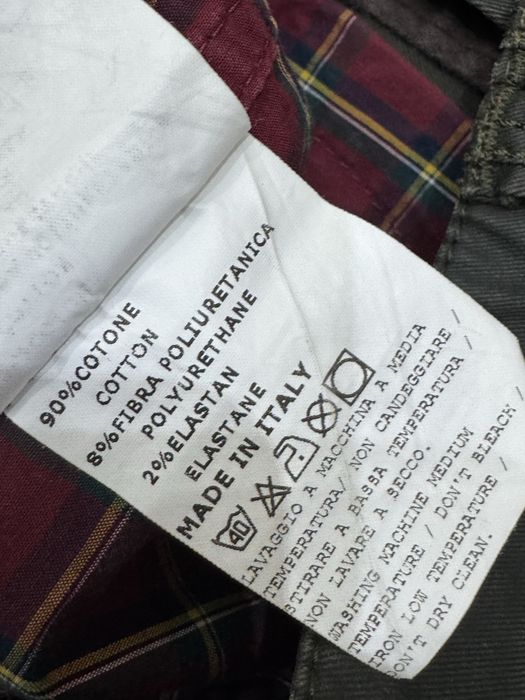 90%COTONE
COTTON
8%FIBRA POLIURETANICA
POLYURETHANE
2%ELASTAN
ELASTANE
MADE IN ITALY
40
LAVAGGIO A MACCHINA A MEDIA
TEMPERATURA/ NON CANDEGGIARE /
STIRARE A BASSA TEMPERATURA /
NON LAVARE A SECCO.
WASHING MACHINE MEDIUM
TEMPERATURE / DON'T BLEACH /
IRON LOW TEMPERATURE /
DON'T DRY CLEAN.